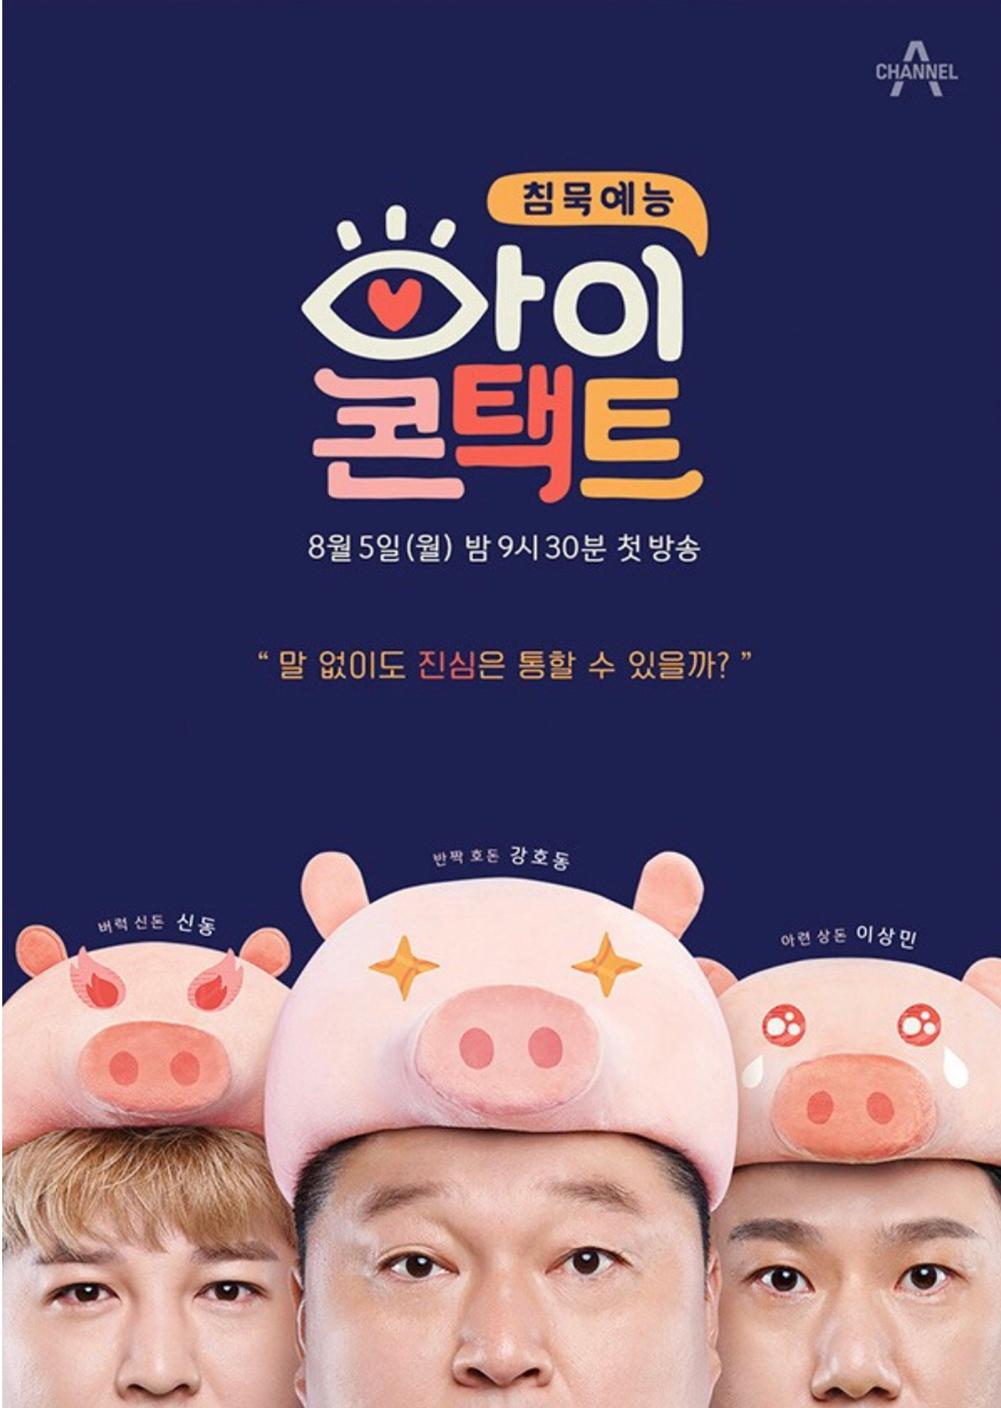 CHANNEL A
침묵예능
아이
콘택트
8월 5일(월) 밤 9시 30분 첫 방송
“ 말 없이도 진심은 통할 수 있을까? ”
반짝 호돈 강호동
버럭 신돈 신동
아련 상돈 이상민